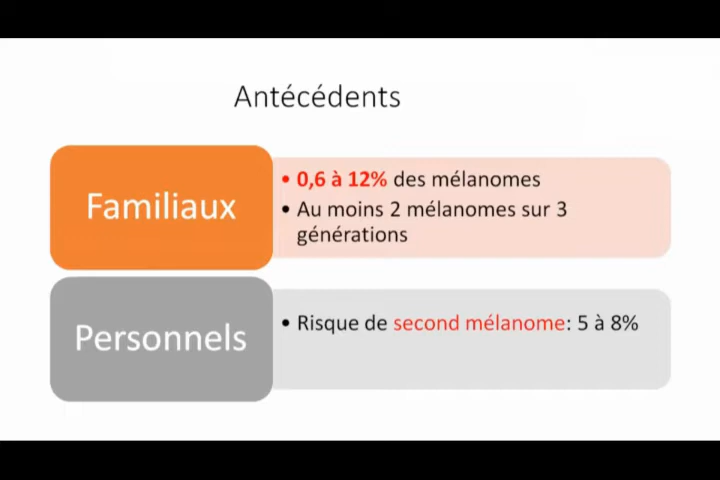 Antécédents
Familiaux
• 0,6 à 12% des mélanomes
• Au moins 2 mélanomes sur 3
générations
Personnels
• Risque de second mélanome: 5 à 8%